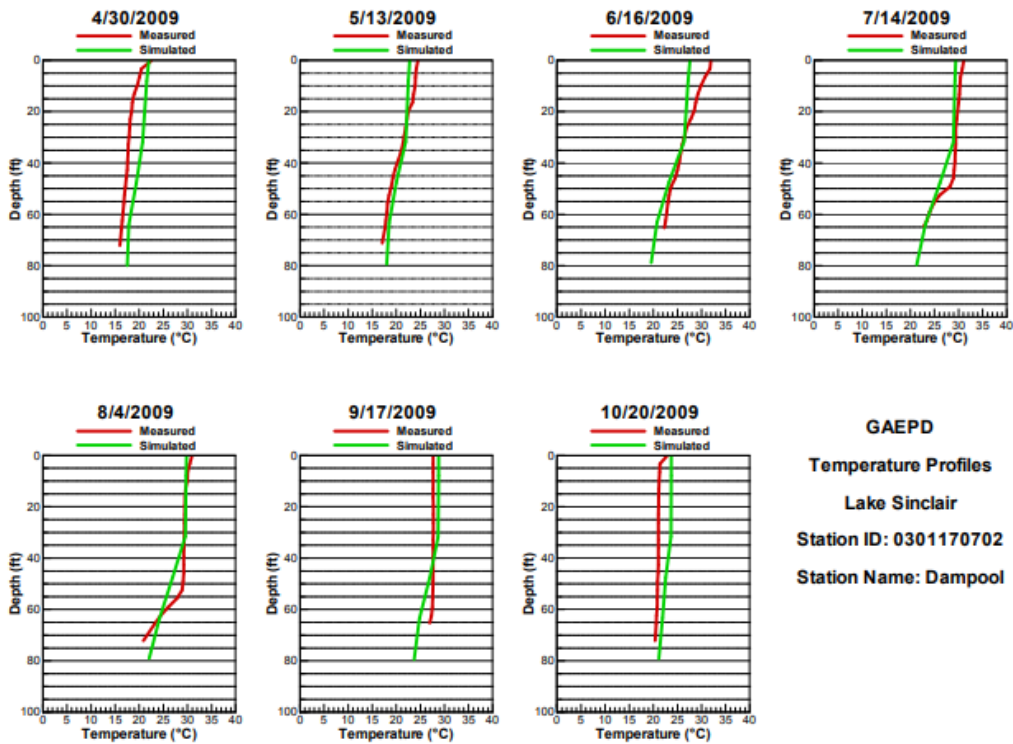 4/30/2009
Measured
Simulated
0
20
40
60
80
100
Depth (ft)
0 5 10 15 20 25 30 35 40
Temperature (°C)
5/13/2009
Measured
Simulated
0
20
40
60
80
100
Depth (ft)
0 5 10 15 20 25 30 35 40
Temperature (°C)
6/16/2009
Measured
Simulated
0
20
40
60
80
100
Depth (ft)
0 5 10 15 20 25 30 35 40
Temperature (°C)
7/14/2009
Measured
Simulated
0
20
40
60
80
100
Depth (ft)
0 5 10 15 20 25 30 35 40
Temperature (°C)
8/4/2009
Measured
Simulated
0
20
40
60
80
100
Depth (ft)
0 5 10 15 20 25 30 35 40
Temperature (°C)
9/17/2009
Measured
Simulated
0
20
40
60
80
100
Depth (ft)
0 5 10 15 20 25 30 35 40
Temperature (°C)
10/20/2009
Measured
Simulated
0
20
40
60
80
100
Depth (ft)
0 5 10 15 20 25 30 35 40
Temperature (°C)
GAEPD
Temperature Profiles
Lake Sinclair
Station ID: 0301170702
Station Name: Dampool